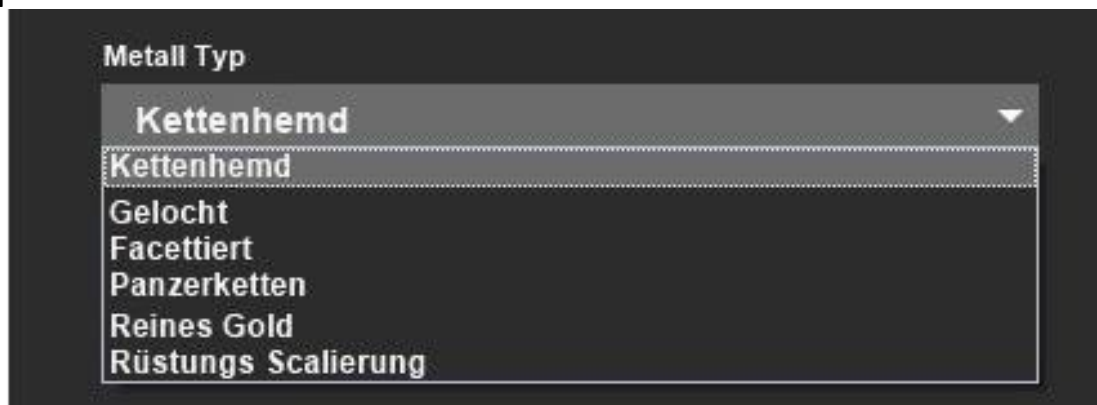 Metall Typ
Kettenhemd
Kettenhemd
Gelocht
Facettiert
Panzerketten
Reines Gold
Rüstungs Scalierung